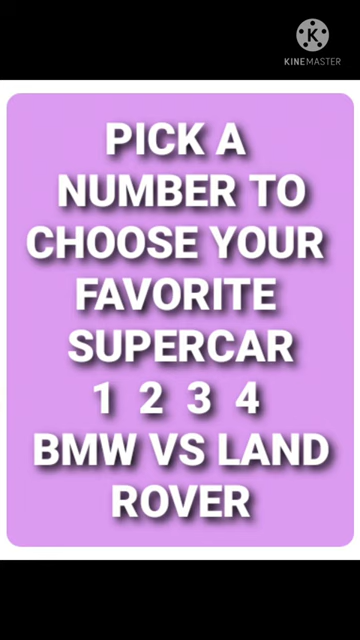 KINEMASTER
PICK A
NUMBER TO
CHOOSE YOUR
FAVORITE
SUPERCAR
1 2 3 4
BMW VS LAND
ROVER